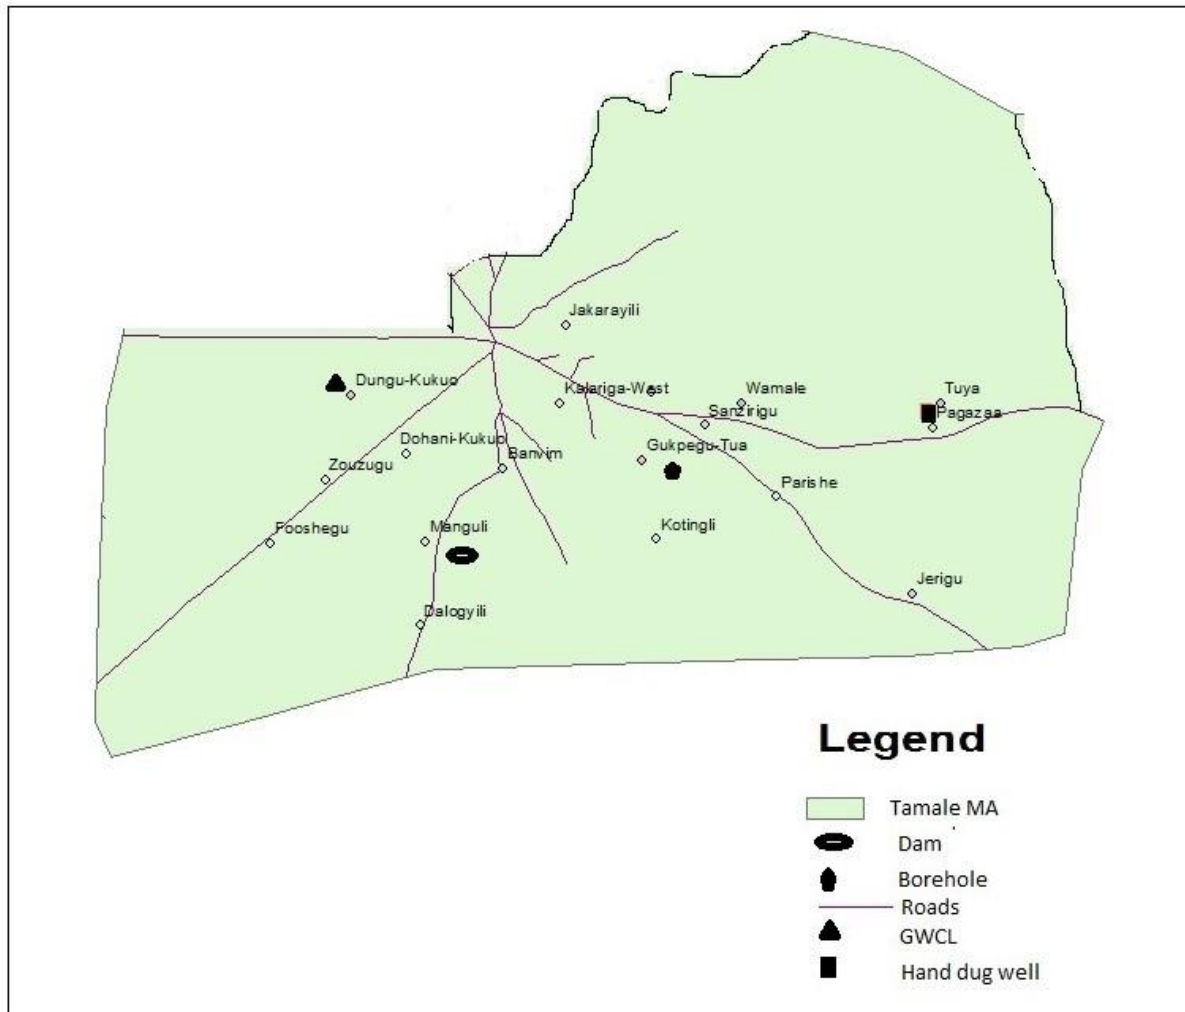 Jakarayili
Dungu-Kukuo
Kalariga-West
Wamale
Tuya
Sanzirigu
Pagazaa
Dohani-Kukuo
Banvim
Gukpegu-Tua
Zouzugu
Parishe
Fooshegu
Manguli
Kotingli
Jerigu
Dalogyili
Legend
Tamale MA
Dam
Borehole
Roads
GWCL
Hand dug well